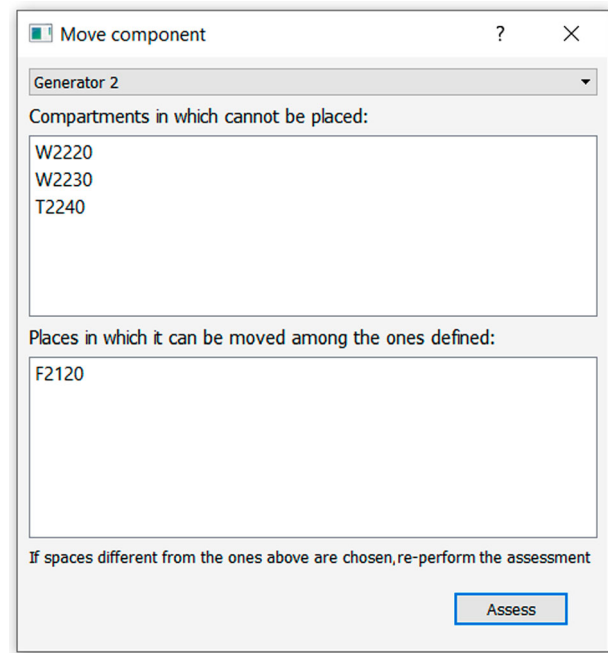 Move component ?
Generator 2
Compartments in which cannot be placed:
W2220
W2230
T2240
Places in which it can be moved among the ones defined:
F2120
If spaces different from the ones above are chosen,re-perform the assessment
Assess